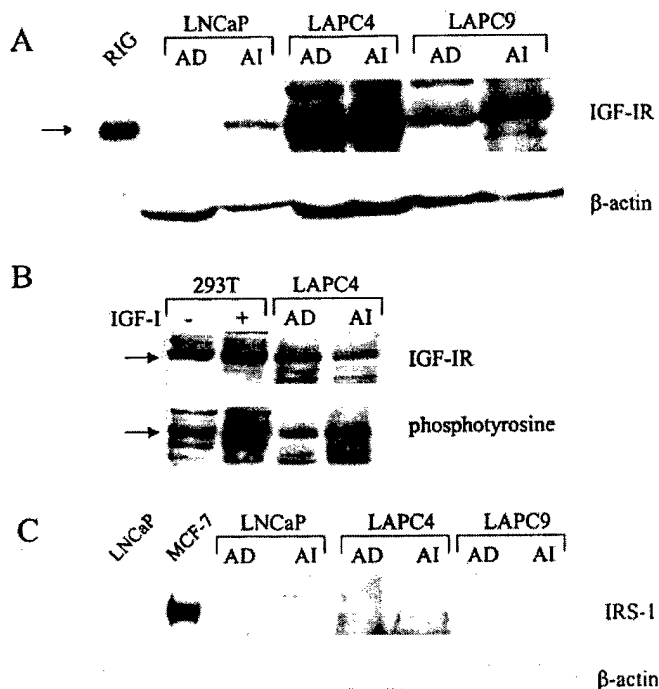 A
RIG
LNCaP LAPC4 LAPC9
AD AI AD AI AD AI
→ IGF-IR
β-actin
B
293T LAPC4
IGF-I - + AD AI
→ IGF-IR
→ phosphotyrosine
C
LNCaP
MCF-7
LNCaP LAPC4 LAPC9
AD AI AD AI AD AI
IRS-1
β-actin